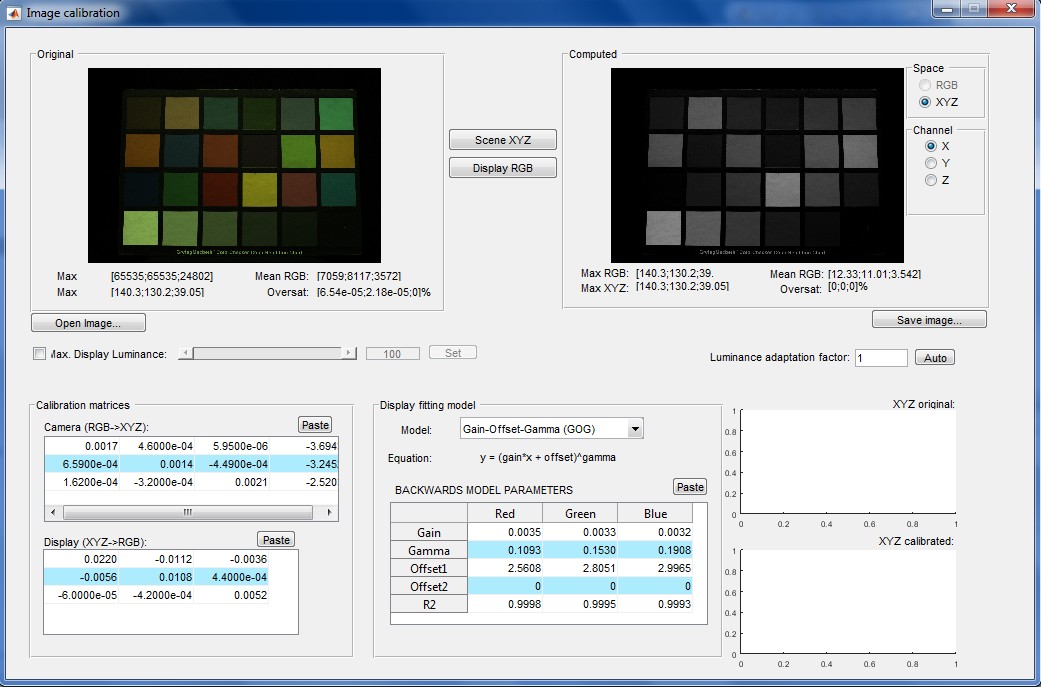 Image calibration
Original
Max [65535;65535;24802] Mean RGB: [7059;8117;3572]
Max [140.3;130.2;39.05] Oversat: [6.54e-05;2.18e-05;0]%
Open Image...
Scene XYZ
Display RGB
Computed
Space
RGB
XYZ
Channel
X
Y
Z
Max RGB: [140.3;130.2;39. Mean RGB: [12.33;11.01;3.542]
Max XYZ: [140.3;130.2;39.05] Oversat: [0;0;0]%
Save image...
Max. Display Luminance: 100 Set
Luminance adaptation factor: 1 Auto
Calibration matrices
Camera (RGB->XYZ): Paste
0.0017 4.6000e-04 5.9500e-06 -3.694
6.5900e-04 0.0014 -4.4900e-04 -3.245
1.6200e-04 -3.2000e-04 0.0021 -2.520
Display (XYZ->RGB): Paste
0.0220 -0.0112 -0.0036
-0.0056 0.0108 4.4000e-04
-6.0000e-05 -4.2000e-04 0.0052
Display fitting model
Model: Gain-Offset-Gamma (GOG)
Equation: y = (gain*x + offset)^gamma
BACKWARDS MODEL PARAMETERS Paste
Red Green Blue
Gain 0.0035 0.0033 0.0032
Gamma 0.1093 0.1530 0.1908
Offset1 2.5608 2.8051 2.9965
Offset2 0 0 0
R2 0.9998 0.9995 0.9993
XYZ original:
1
0.8
0.6
0.4
0.2
0
0 0.2 0.4 0.6 0.8 1
XYZ calibrated:
1
0.8
0.6
0.4
0.2
0
0 0.2 0.4 0.6 0.8 1